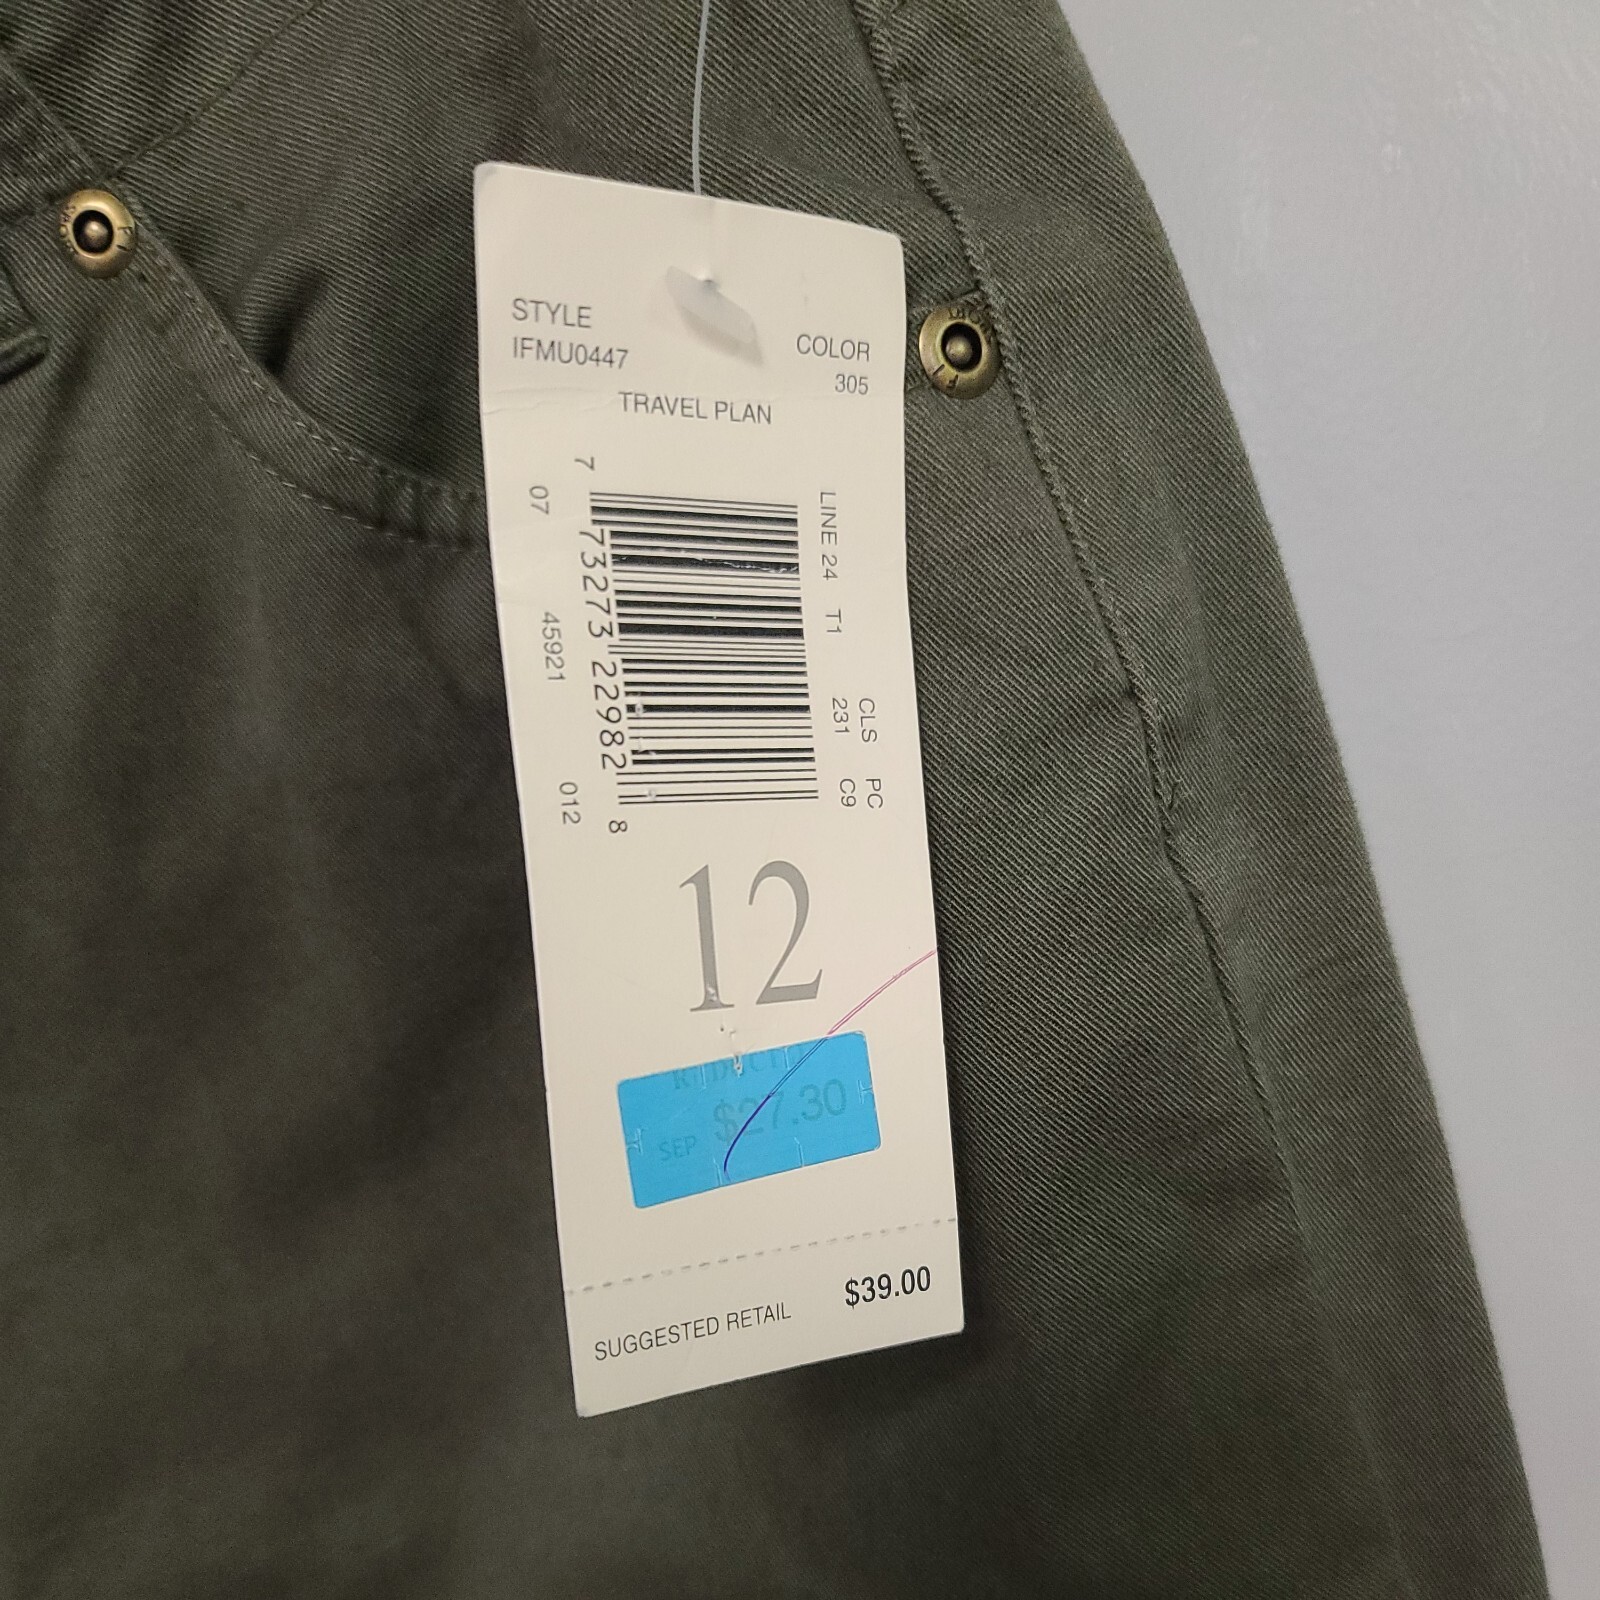 STYLE
IFMU0447
COLOR
305
TRAVEL PLAN
LINE 24 T1
CLS PC
231 C9
7 73273 22982 8
07 45921 012
12
$27.30
SEP
SUGGESTED RETAIL $39.00